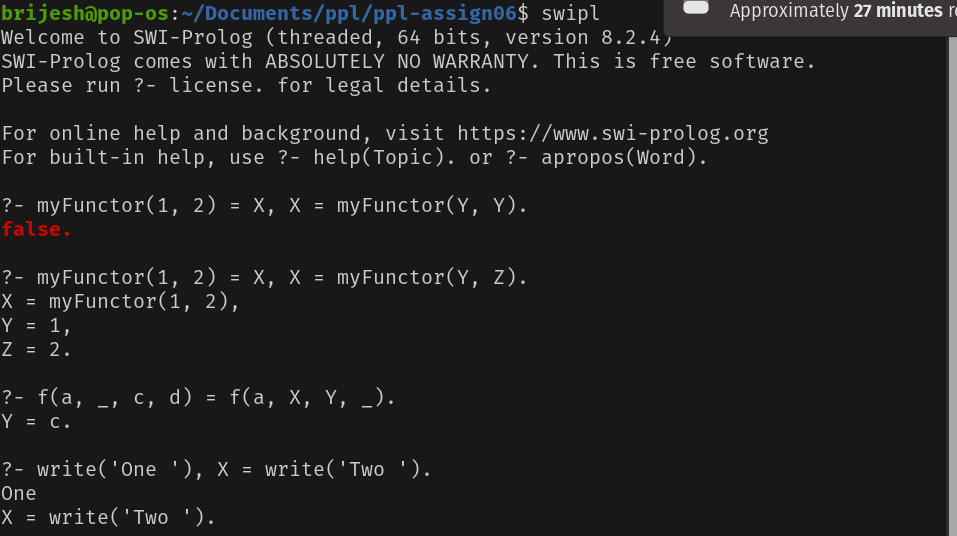 brijesh@pop-os:~/Documents/ppl/ppl-assign06$ swipl
Approximately 27 minutes
Welcome to SWI-Prolog (threaded, 64 bits, version 8.2.4)
SWI-Prolog comes with ABSOLUTELY NO WARRANTY. This is free software.
Please run ?- license. for legal details.
For online help and background, visit https://www.swi-prolog.org
For built-in help, use ?- help(Topic). or ?- apropos(Word).
?- myFunctor(1, 2) = X, X = myFunctor(Y, Y).
false.
?- myFunctor(1, 2) = X, X = myFunctor(Y, Z).
X = myFunctor(1, 2),
Y = 1,
Z = 2.
?- f(a, _, c, d) = f(a, X, Y, _).
Y = c.
?- write('One '), X = write('Two ').
One
X = write('Two ').